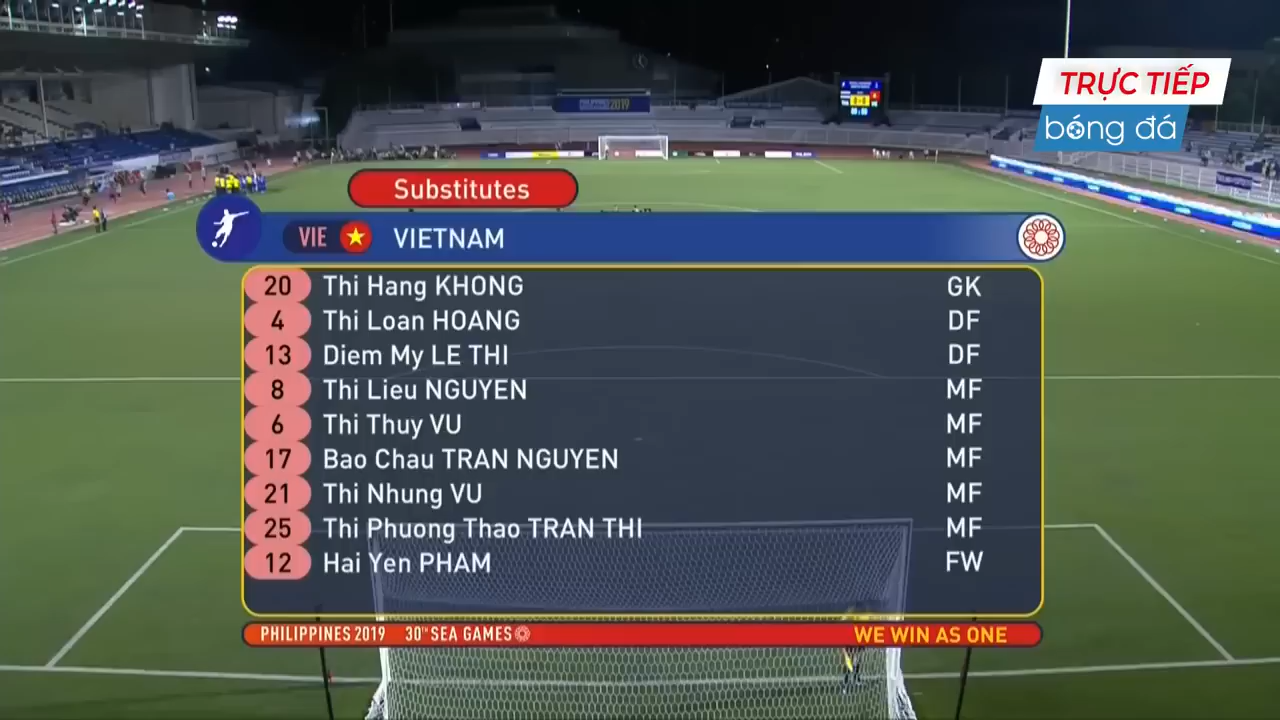 TRỰC TIẾP
bóng đá
Substitutes
VIE VIETNAM
20 Thi Hang KHONG GK
4 Thi Loan HOANG DF
13 Diem My LE THI DF
8 Thi Lieu NGUYEN MF
6 Thi Thuy VU MF
17 Bao Chau TRAN NGUYEN MF
21 Thi Nhung VU MF
25 Thi Phuong Thao TRAN THI MF
12 Hai Yen PHAM FW
PHILIPPINES 2019 30TH SEA GAMES WE WIN AS ONE